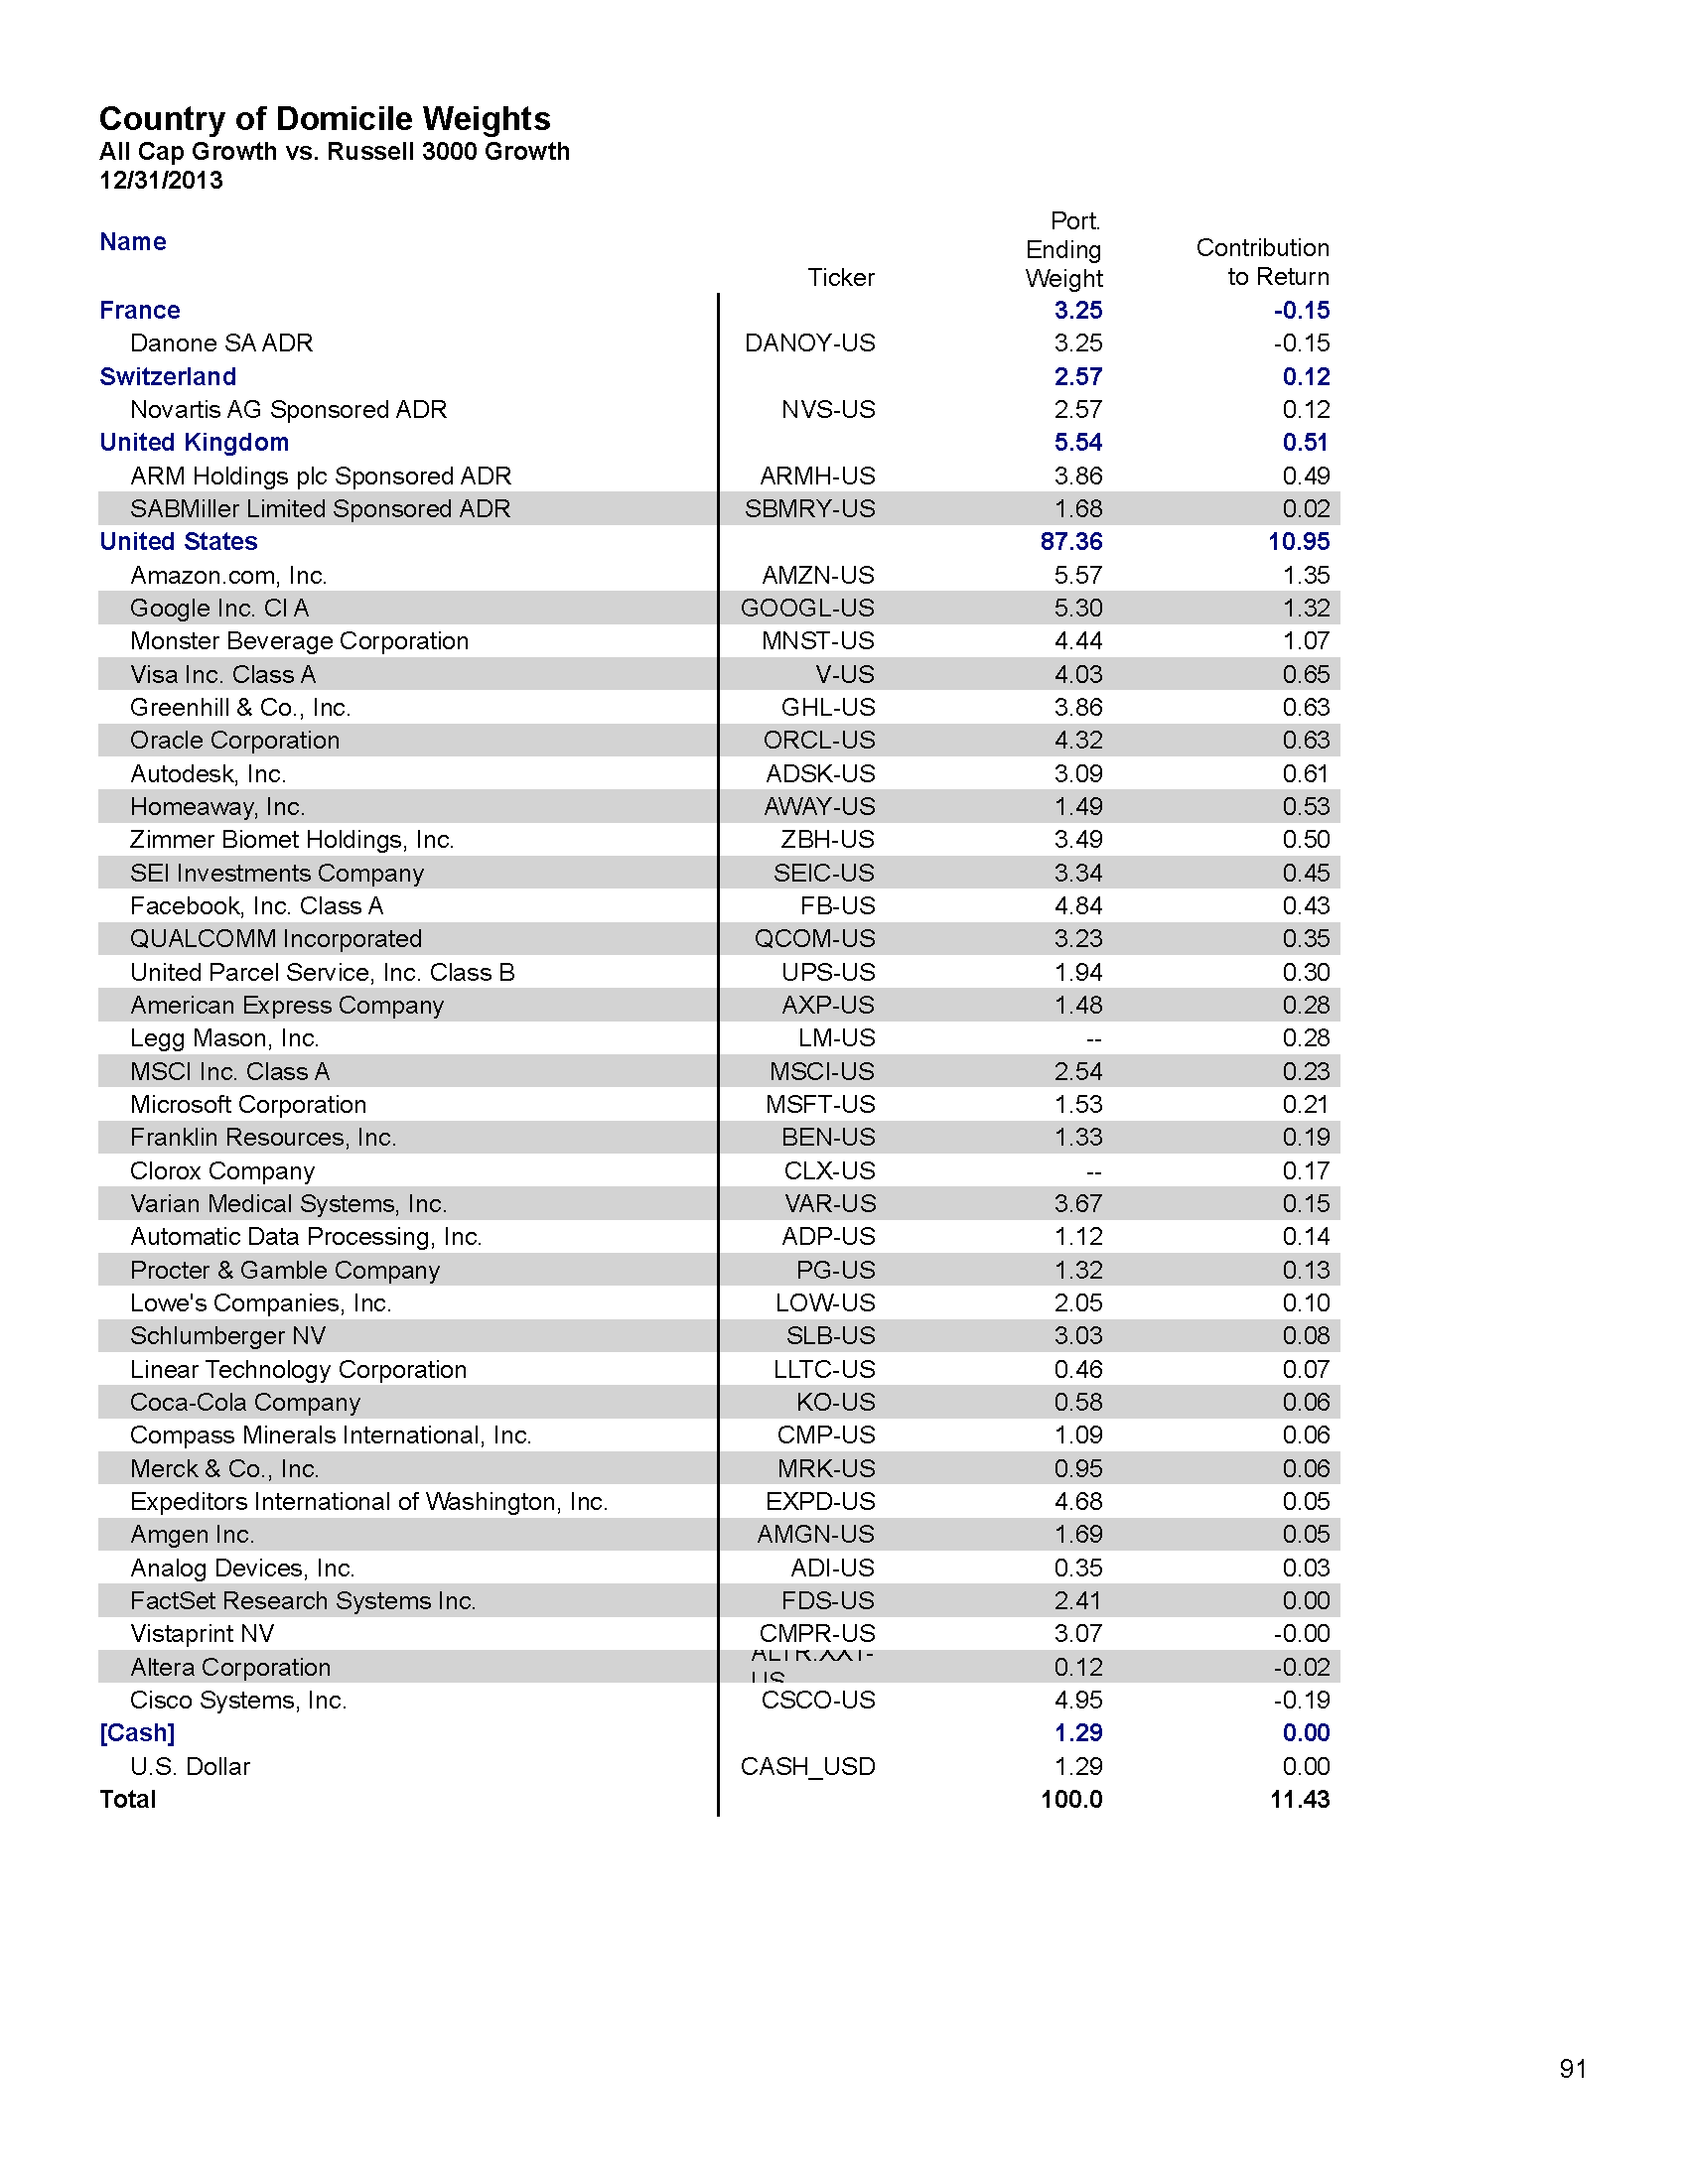 Country of Domicile Weights
All Cap Growth vs. Russell 3000 Growth
12/31/2013
Name Ticker Port. Ending Weight Contribution to Return
France 3.25 -0.15
Danone SA ADR DANOY-US 3.25 -0.15
Switzerland 2.57 0.12
Novartis AG Sponsored ADR NVS-US 2.57 0.12
United Kingdom 5.54 0.51
ARM Holdings plc Sponsored ADR ARMH-US 3.86 0.49
SABMiller Limited Sponsored ADR SBMRY-US 1.68 0.02
United States 87.36 10.95
Amazon.com, Inc. AMZN-US 5.57 1.35
Google Inc. Cl A GOOGL-US 5.30 1.32
Monster Beverage Corporation MNST-US 4.44 1.07
Visa Inc. Class A V-US 4.03 0.65
Greenhill & Co., Inc. GHL-US 3.86 0.63
Oracle Corporation ORCL-US 4.32 0.63
Autodesk, Inc. ADSK-US 3.09 0.61
Homeaway, Inc. AWAY-US 1.49 0.53
Zimmer Biomet Holdings, Inc. ZBH-US 3.49 0.50
SEI Investments Company SEIC-US 3.34 0.45
Facebook, Inc. Class A FB-US 4.84 0.43
QUALCOMM Incorporated QCOM-US 3.23 0.35
United Parcel Service, Inc. Class B UPS-US 1.94 0.30
American Express Company AXP-US 1.48 0.28
Legg Mason, Inc. LM-US -- 0.28
MSCI Inc. Class A MSCI-US 2.54 0.23
Microsoft Corporation MSFT-US 1.53 0.21
Franklin Resources, Inc. BEN-US 1.33 0.19
Clorox Company CLX-US -- 0.17
Varian Medical Systems, Inc. VAR-US 3.67 0.15
Automatic Data Processing, Inc. ADP-US 1.12 0.14
Procter & Gamble Company PG-US 1.32 0.13
Lowe's Companies, Inc. LOW-US 2.05 0.10
Schlumberger NV SLB-US 3.03 0.08
Linear Technology Corporation LLTC-US 0.46 0.07
Coca-Cola Company KO-US 0.58 0.06
Compass Minerals International, Inc. CMP-US 1.09 0.06
Merck & Co., Inc. MRK-US 0.95 0.06
Expeditors International of Washington, Inc. EXPD-US 4.68 0.05
Amgen Inc. AMGN-US 1.69 0.05
Analog Devices, Inc. ADI-US 0.35 0.03
FactSet Research Systems Inc. FDS-US 2.41 0.00
Vistaprint NV CMPR-US 3.07 -0.00
Altera Corporation 0.12 -0.02
Cisco Systems, Inc. CSCO-US 4.95 -0.19
[Cash] 1.29 0.00
U.S. Dollar CASH_USD 1.29 0.00
Total 100.0 11.43
91